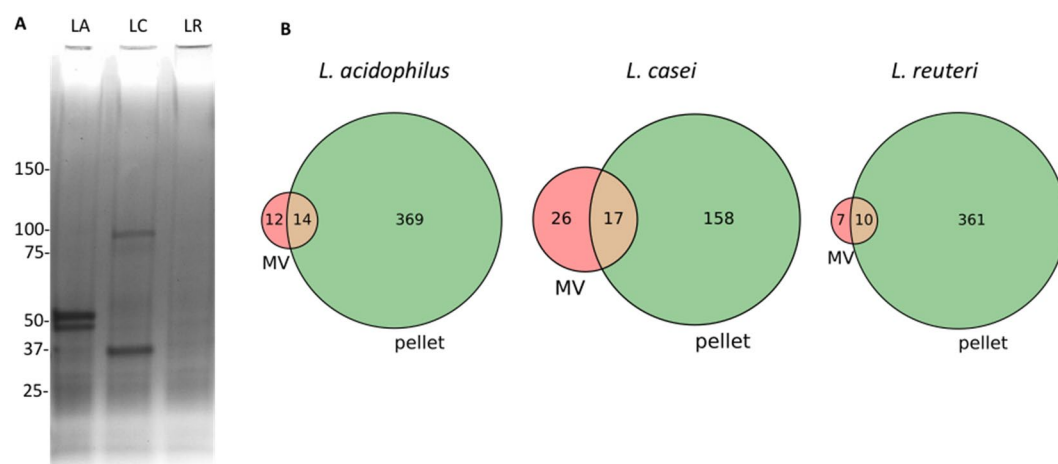 A
LA LC LR
150-
100-
75-
50-
37-
25-
B
L. acidophilus
12 14 369
MV
pellet
L. casei
26 17 158
MV
pellet
L. reuteri
7 10 361
MV
pellet